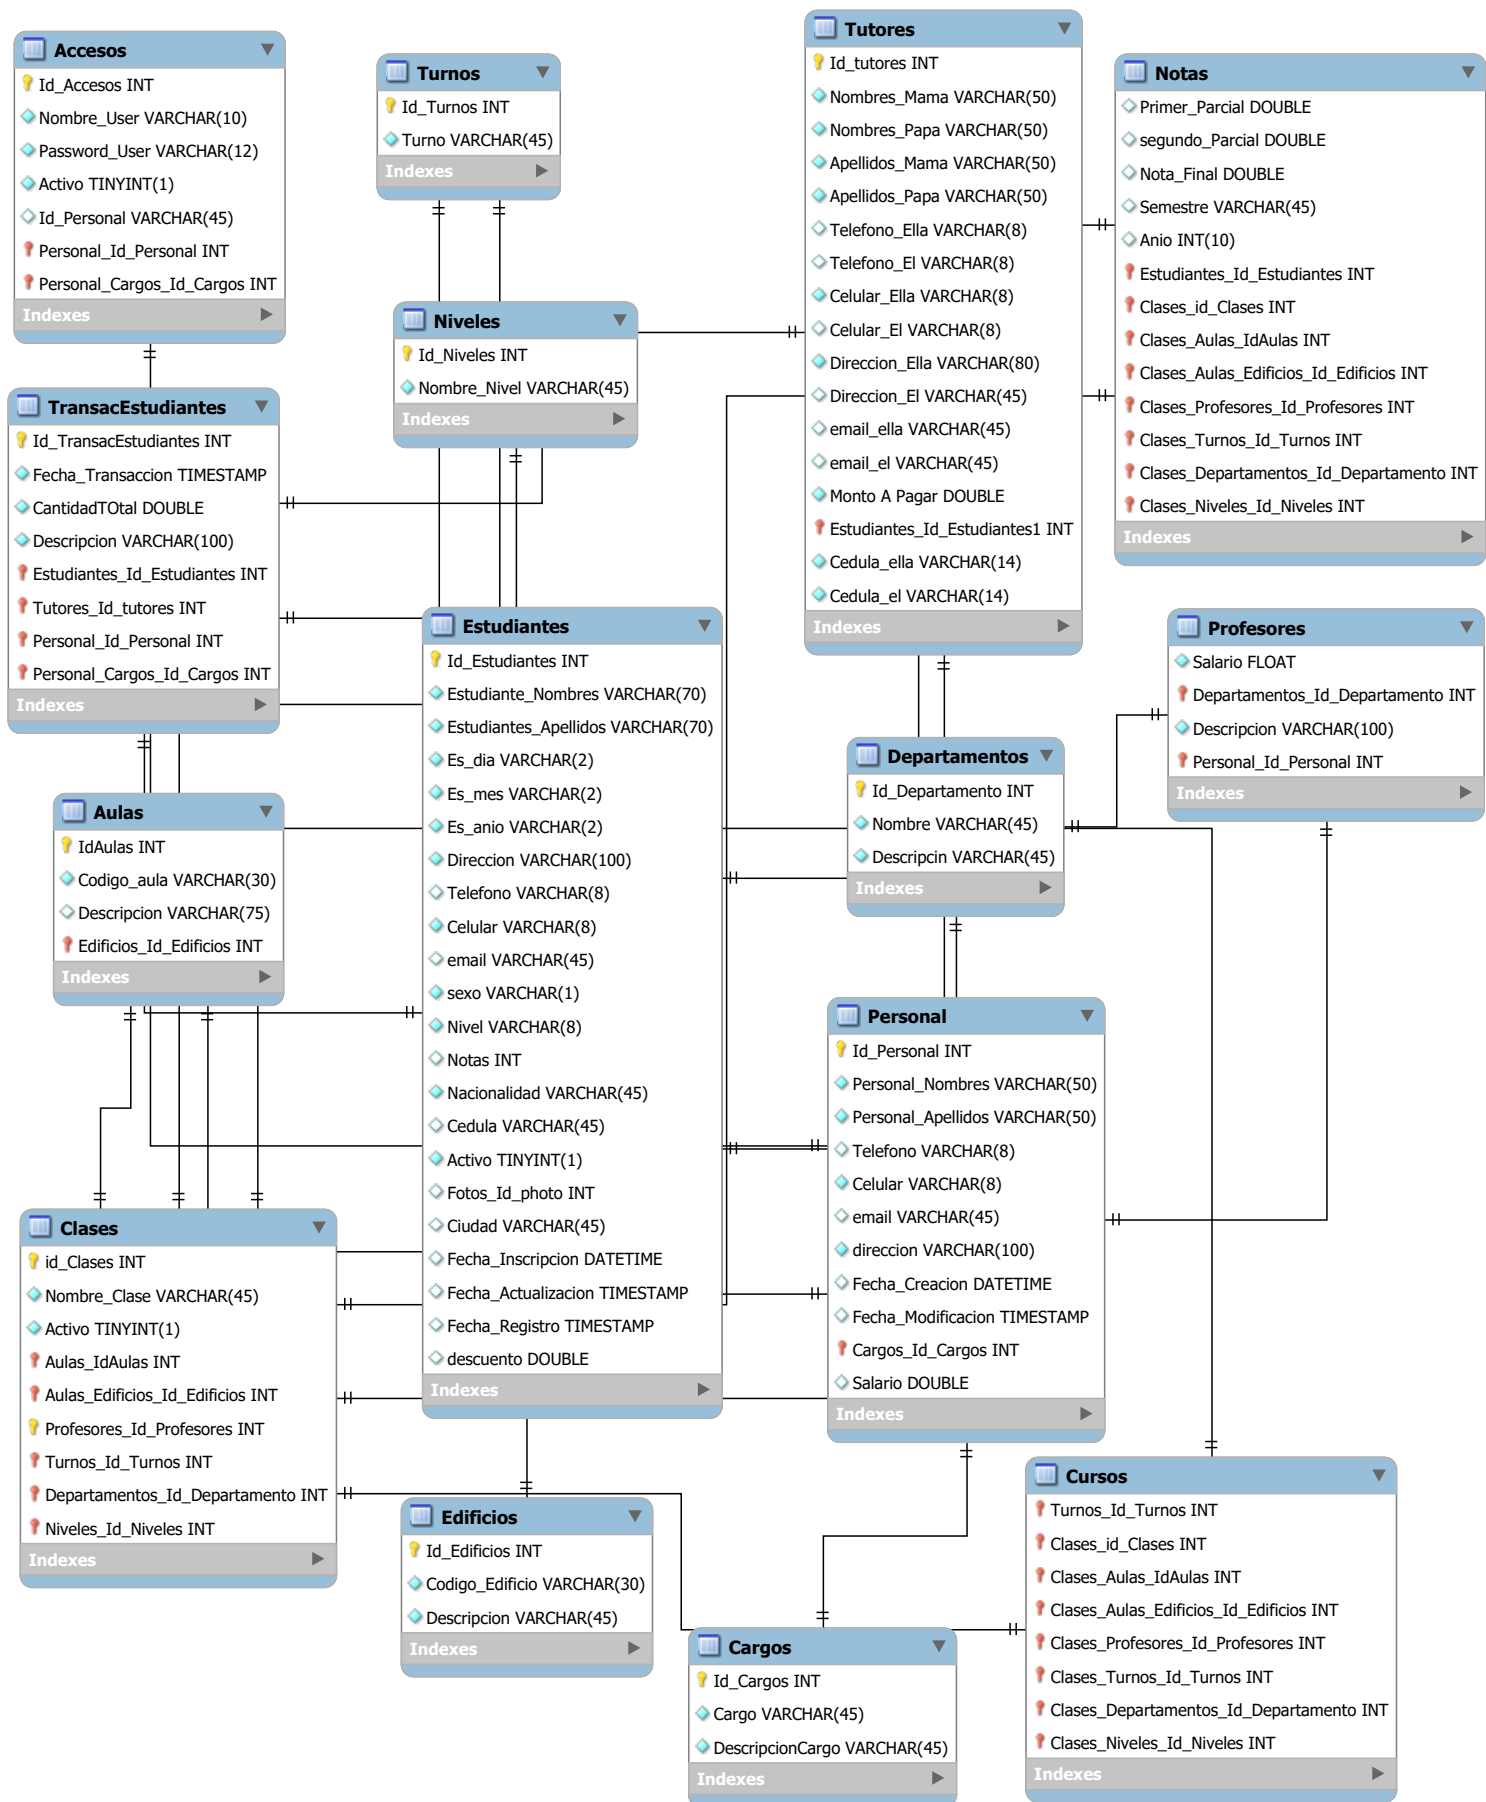 Accesos
Id_Accesos INT
Nombre_User VARCHAR(10)
Password_User VARCHAR(12)
Activo TINYINT(1)
Id_Personal VARCHAR(45)
Personal_Id_Personal INT
Personal_Cargos_Id_Cargos INT
Indexes
Turnos
Id_Turnos INT
Turno VARCHAR(45)
Indexes
Tutores
Id_tutores INT
Nombres_Mama VARCHAR(50)
Nombres_Papa VARCHAR(50)
Apellidos_Mama VARCHAR(50)
Apellidos_Papa VARCHAR(50)
Telefono_Ella VARCHAR(8)
Telefono_El VARCHAR(8)
Celular_Ella VARCHAR(8)
Celular_El VARCHAR(8)
Direccion_Ella VARCHAR(80)
Direccion_El VARCHAR(45)
email_ella VARCHAR(45)
email_el VARCHAR(45)
Monto A Pagar DOUBLE
Estudiantes_Id_Estudiantes1 INT
Cedula_ella VARCHAR(14)
Cedula_el VARCHAR(14)
Indexes
Notas
Primer_Parcial DOUBLE
segundo_Parcial DOUBLE
Nota_Final DOUBLE
Semestre VARCHAR(45)
Anio INT(10)
Estudiantes_Id_Estudiantes INT
Clases_id_Clases INT
Clases_Aulas_IdAulas INT
Clases_Aulas_Edificios_Id_Edificios INT
Clases_Profesores_Id_Profesores INT
Clases_Turnos_Id_Turnos INT
Clases_Departamentos_Id_Departamento INT
Clases_Niveles_Id_Niveles INT
Indexes
Niveles
Id_Niveles INT
Nombre_Nivel VARCHAR(45)
Indexes
TransacEstudiantes
Id_TransacEstudiantes INT
Fecha_Transaccion TIMESTAMP
CantidadTOtal DOUBLE
Descripcion VARCHAR(100)
Estudiantes_Id_Estudiantes INT
Tutores_Id_tutores INT
Personal_Id_Personal INT
Personal_Cargos_Id_Cargos INT
Indexes
Estudiantes
Id_Estudiantes INT
Estudiante_Nombres VARCHAR(70)
Estudiantes_Apellidos VARCHAR(70)
Es_dia VARCHAR(2)
Es_mes VARCHAR(2)
Es_anio VARCHAR(2)
Direccion VARCHAR(100)
Telefono VARCHAR(8)
Celular VARCHAR(8)
email VARCHAR(45)
sexo VARCHAR(1)
Nivel VARCHAR(8)
Notas INT
Nacionalidad VARCHAR(45)
Cedula VARCHAR(45)
Activo TINYINT(1)
Fotos_Id_photo INT
Ciudad VARCHAR(45)
Fecha_Inscripcion DATETIME
Fecha_Actualizacion TIMESTAMP
Fecha_Registro TIMESTAMP
descuento DOUBLE
Indexes
Profesores
Salario FLOAT
Departamentos_Id_Departamento INT
Descripcion VARCHAR(100)
Personal_Id_Personal INT
Indexes
Departamentos
Id_Departamento INT
Nombre VARCHAR(45)
Descripcin VARCHAR(45)
Indexes
Aulas
IdAulas INT
Codigo_aula VARCHAR(30)
Descripcion VARCHAR(75)
Edificios_Id_Edificios INT
Indexes
Personal
Id_Personal INT
Personal_Nombres VARCHAR(50)
Personal_Apellidos VARCHAR(50)
Telefono VARCHAR(8)
Celular VARCHAR(8)
email VARCHAR(45)
direccion VARCHAR(100)
Fecha_Creacion DATETIME
Fecha_Modificacion TIMESTAMP
Cargos_Id_Cargos INT
Salario DOUBLE
Indexes
Clases
id_Clases INT
Nombre_Clase VARCHAR(45)
Activo TINYINT(1)
Aulas_IdAulas INT
Aulas_Edificios_Id_Edificios INT
Profesores_Id_Profesores INT
Turnos_Id_Turnos INT
Departamentos_Id_Departamento INT
Niveles_Id_Niveles INT
Indexes
Edificios
Id_Edificios INT
Codigo_Edificio VARCHAR(30)
Descripcion VARCHAR(45)
Indexes
Cargos
Id_Cargos INT
Cargo VARCHAR(45)
DescripcionCargo VARCHAR(45)
Indexes
Cursos
Turnos_Id_Turnos INT
Clases_id_Clases INT
Clases_Aulas_IdAulas INT
Clases_Aulas_Edificios_Id_Edificios INT
Clases_Profesores_Id_Profesores INT
Clases_Turnos_Id_Turnos INT
Clases_Departamentos_Id_Departamento INT
Clases_Niveles_Id_Niveles INT
Indexes